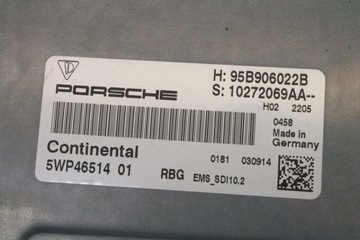 PORSCHE
H: 95B906022B
S: 10272069AA--
H02 2205
0458
Made in
Germany
Continental
5WP46514 01
0181 030914
RBG EMS_SDI10.2